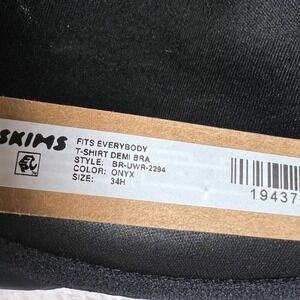 SKIMS
FITS EVERYBODY
T-SHIRT DEMI BRA
STYLE: BR-UWR-2294
COLOR: ONYX
SIZE: 34H
19437